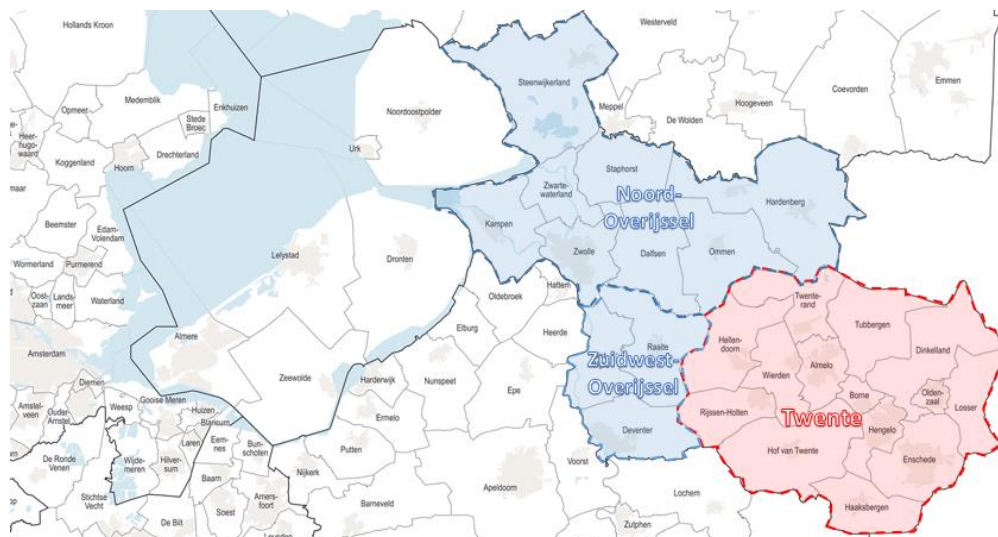 Hollands Kroon
Westerveld
Opmeer
Medemblik
Enkhuizen
Stede
Broec
Heer-
hugo-
waard
Koggenland
Hoorn
Drechterland
Noordoostpolder
Urk
Steenwijkerland
Meppel
De Wolden
Hoogeveen
Coevorden
Emmen
Beemster
Edam-
Volendam
Wormerland
Purmerend
Oost-
zaan
Lands-
meer
Waterland
Lelystad
Dronten
Kampen
Zwarte-
waterland
Staphorst
Noord-
Overijssel
Hardenberg
Zwolle
Dalfsen
Ommen
Amsterdam
Almere
Zeewolde
Oldebroek
Hattem
Elburg
Heerde
Harderwijk
Nunspeet
Epe
Ermelo
Putten
Raalte
Zuidwest-
Overijssel
Deventer
Twente-
rand
Tubbergen
Hellen-
doorn
Dinkelland
Wierden
Almelo
Borne
Olden-
zaal
Losser
Rijssen-Holten
Twente
Hengelo
Hof van Twente
Enschede
Haaksbergen
Diemen
Amstel-
veen
Ouder-
Amstel
Weesp
Gooise Meren
Huizen
Blaricum
Laren
Eem-
nes
Bun-
schoten
De Ronde
Venen
Wijde-
meren
Hilver-
sum
Baarn
Nijkerk
Stichtse
Vecht
Soest
Amers-
foort
De Bilt
Leusden
Barneveld
Apeldoorn
Voorst
Lochem
Zutphen